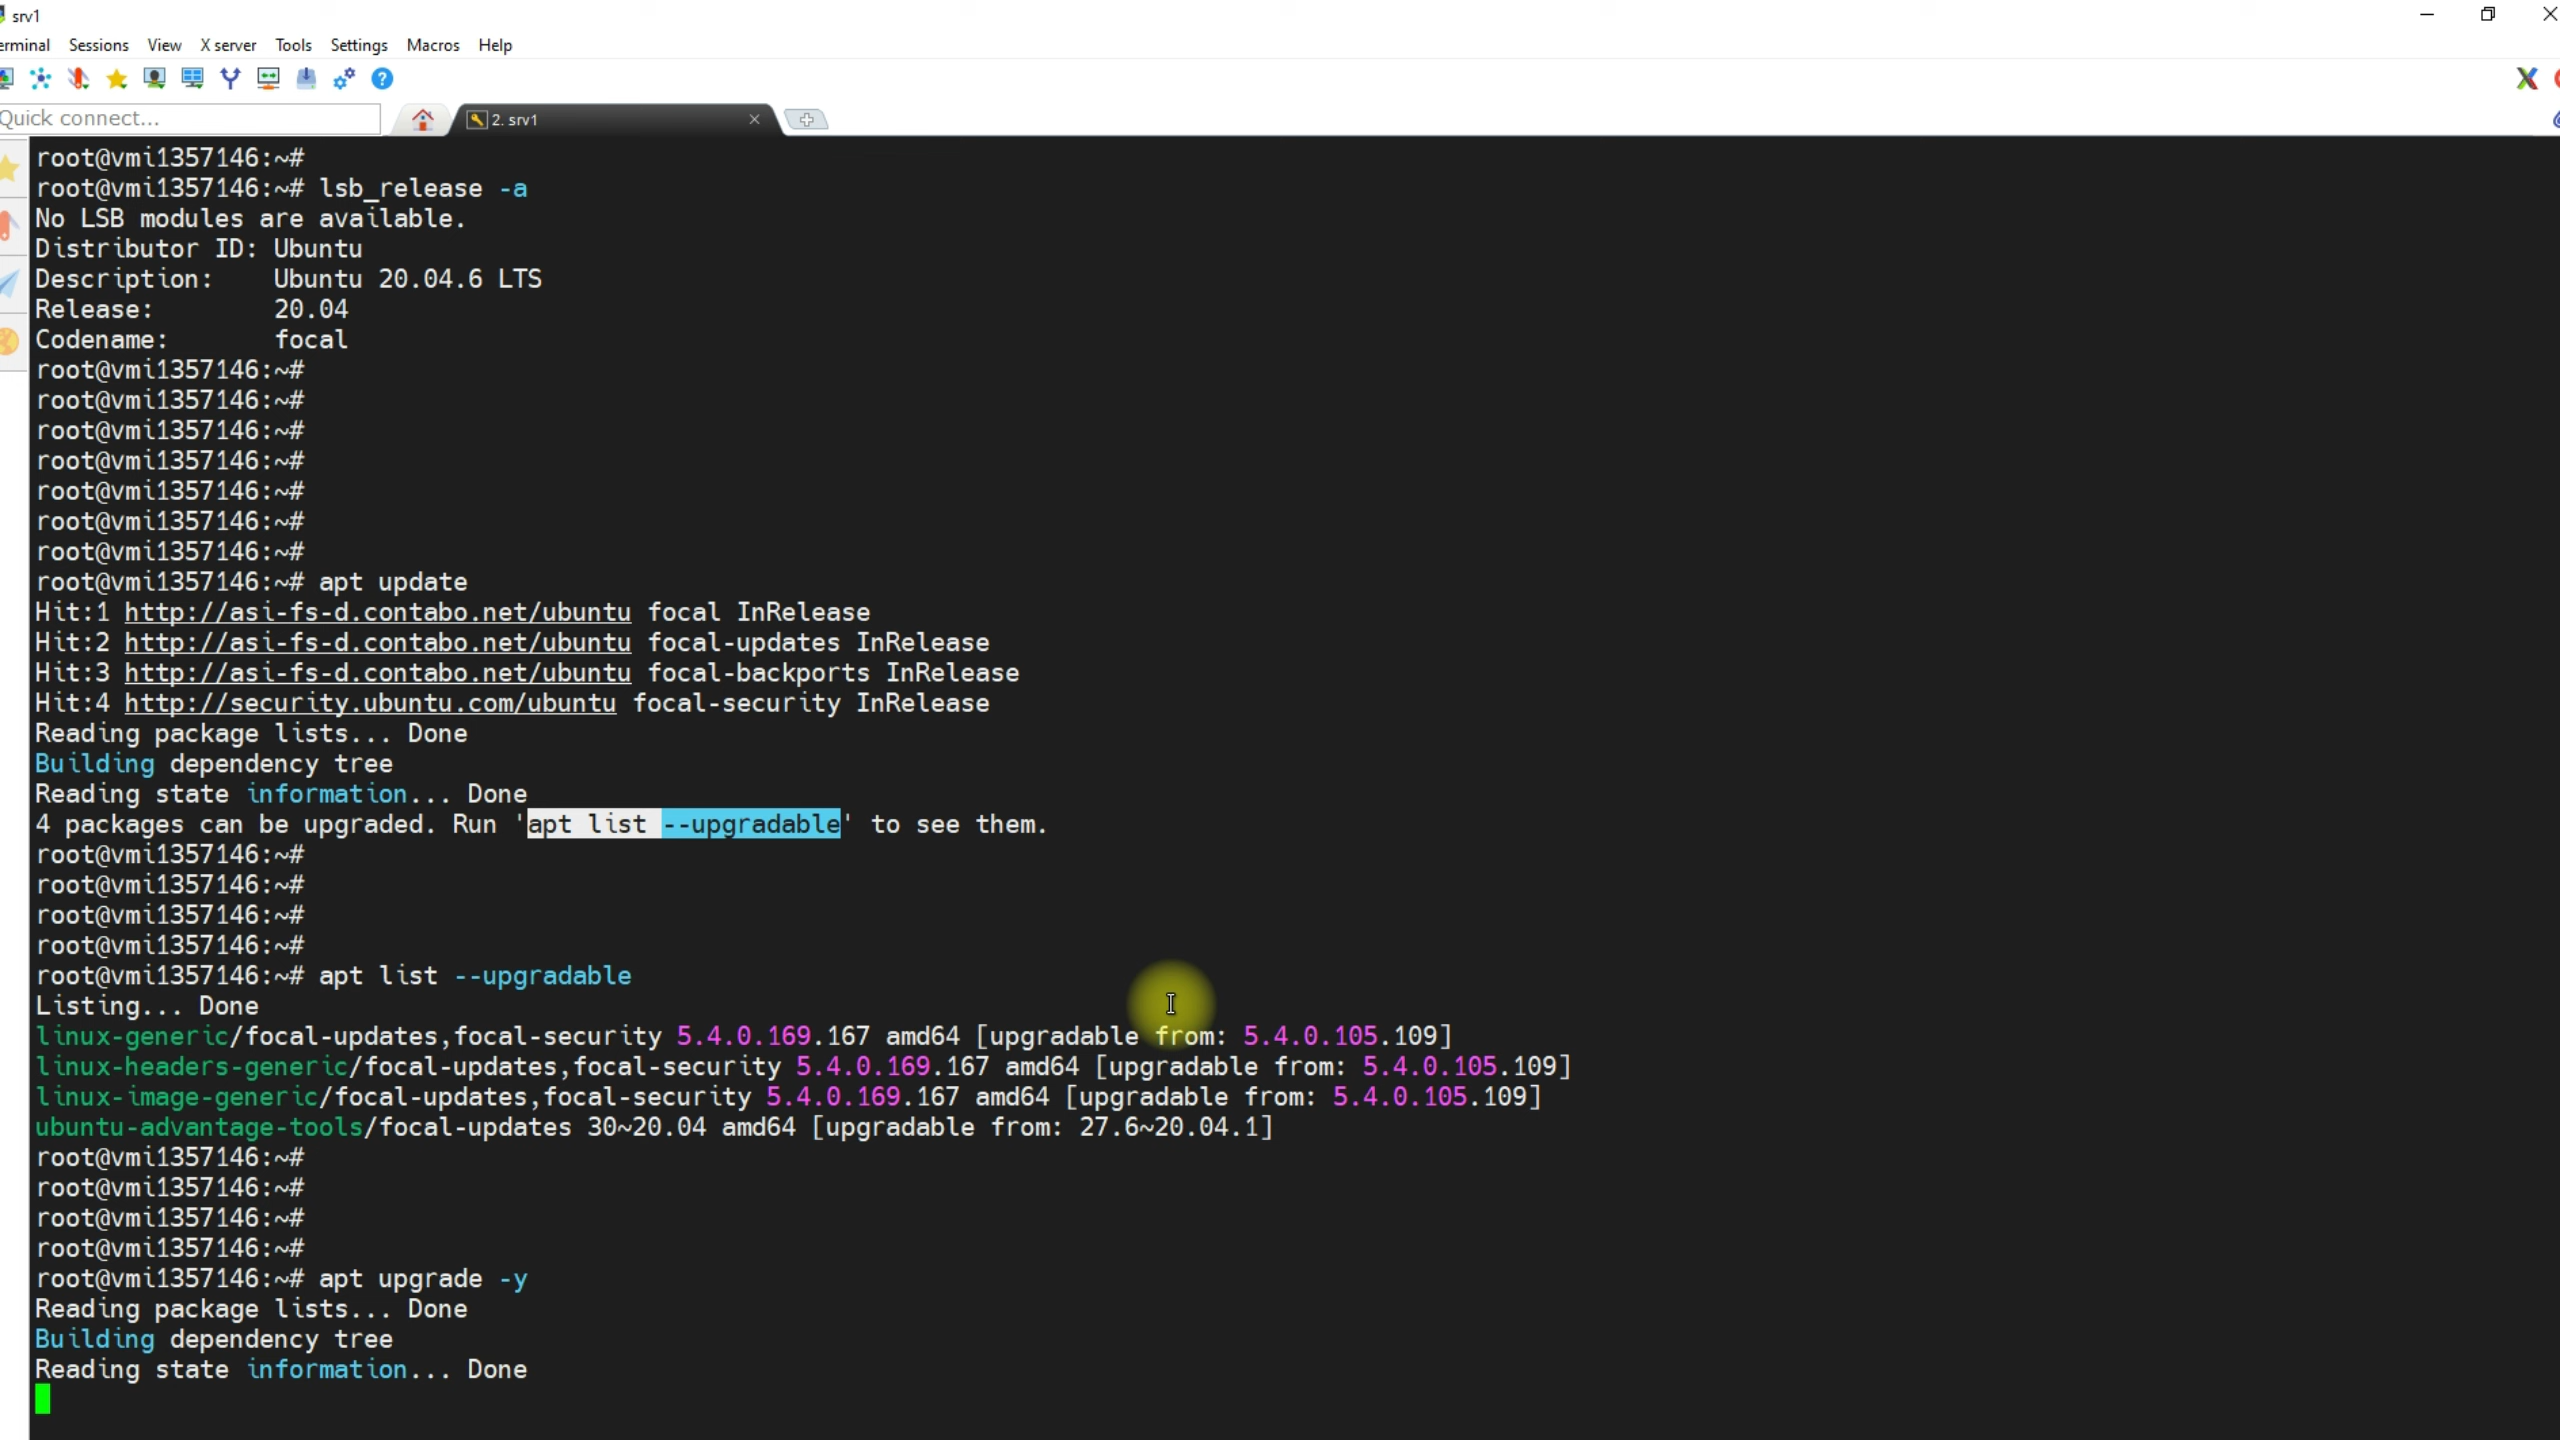 srv1
erminal Sessions View X server Tools Settings Macros Help
Quick connect...
2. srv1
root@vmi1357146:~#
root@vmi1357146:~# lsb_release -a
No LSB modules are available.
Distributor ID: Ubuntu
Description: Ubuntu 20.04.6 LTS
Release: 20.04
Codename: focal
root@vmi1357146:~#
root@vmi1357146:~#
root@vmi1357146:~#
root@vmi1357146:~#
root@vmi1357146:~#
root@vmi1357146:~#
root@vmi1357146:~#
root@vmi1357146:~# apt update
Hit:1 http://asi-fs-d.contabo.net/ubuntu focal InRelease
Hit:2 http://asi-fs-d.contabo.net/ubuntu focal-updates InRelease
Hit:3 http://asi-fs-d.contabo.net/ubuntu focal-backports InRelease
Hit:4 http://security.ubuntu.com/ubuntu focal-security InRelease
Reading package lists... Done
Building dependency tree
Reading state information... Done
4 packages can be upgraded. Run 'apt list --upgradable' to see them.
root@vmi1357146:~#
root@vmi1357146:~#
root@vmi1357146:~#
root@vmi1357146:~#
root@vmi1357146:~# apt list --upgradable
Listing... Done
linux-generic/focal-updates,focal-security 5.4.0.169.167 amd64 [upgradable from: 5.4.0.105.109]
linux-headers-generic/focal-updates,focal-security 5.4.0.169.167 amd64 [upgradable from: 5.4.0.105.109]
linux-image-generic/focal-updates,focal-security 5.4.0.169.167 amd64 [upgradable from: 5.4.0.105.109]
ubuntu-advantage-tools/focal-updates 30~20.04 amd64 [upgradable from: 27.6~20.04.1]
root@vmi1357146:~#
root@vmi1357146:~#
root@vmi1357146:~#
root@vmi1357146:~#
root@vmi1357146:~# apt upgrade -y
Reading package lists... Done
Building dependency tree
Reading state information... Done